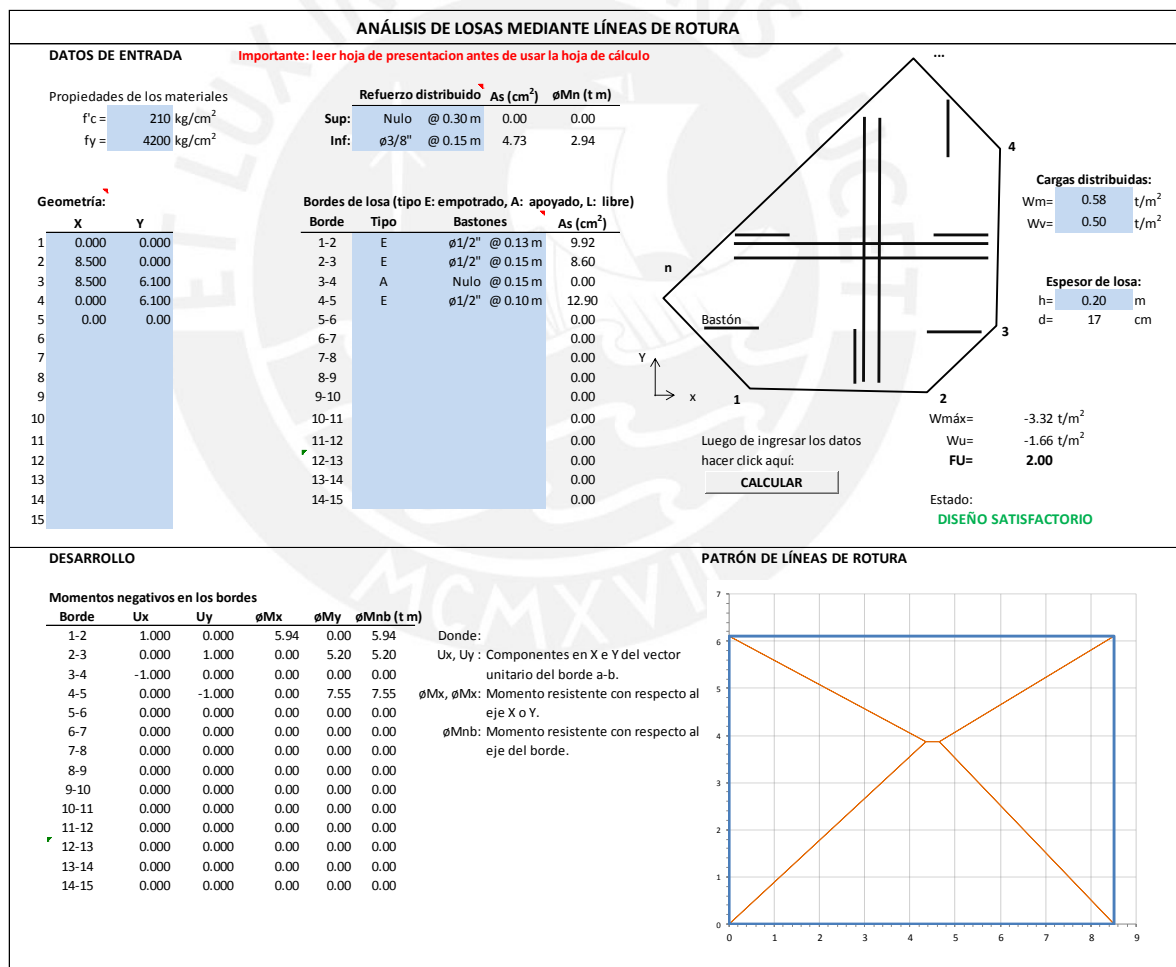 ANÁLISIS DE LOSAS MEDIANTE LÍNEAS DE ROTURA
DATOS DE ENTRADA Importante: leer hoja de presentacion antes de usar la hoja de cálculo
Propiedades de los materiales
f'c = 210 kg/cm²
fy = 4200 kg/cm²
Refuerzo distribuido As (cm²) øMn (t m)
Sup: Nulo @ 0.30 m 0.00 0.00
Inf: ø3/8" @ 0.15 m 4.73 2.94
Geometría:
X Y
1 0.000 0.000
2 8.500 0.000
3 8.500 6.100
4 0.000 6.100
5 0.00 0.00
6
7
8
9
10
11
12
13
14
15
Bordes de losa (tipo E: empotrado, A: apoyado, L: libre)
Borde Tipo Bastones As (cm²)
1-2 E ø1/2" @ 0.13 m 9.92
2-3 E ø1/2" @ 0.15 m 8.60
3-4 A Nulo @ 0.15 m 0.00
4-5 E ø1/2" @ 0.10 m 12.90
5-6 0.00
6-7 0.00
7-8 0.00
8-9 0.00
9-10 0.00
10-11 0.00
11-12 0.00
12-13 0.00
13-14 0.00
14-15 0.00
...
4
n
Bastón
3
Y
x
1
2
Cargas distribuidas:
Wm= 0.58 t/m²
Wv= 0.50 t/m²
Espesor de losa:
h= 0.20 m
d= 17 cm
Luego de ingresar los datos
hacer click aquí:
CALCULAR
Wmáx= -3.32 t/m²
Wu= -1.66 t/m²
FU= 2.00
Estado:
DISEÑO SATISFACTORIO
DESARROLLO
Momentos negativos en los bordes
Borde Ux Uy øMx øMy øMnb (t m)
1-2 1.000 0.000 5.94 0.00 5.94
2-3 0.000 1.000 0.00 5.20 5.20
3-4 -1.000 0.000 0.00 0.00 0.00
4-5 0.000 -1.000 0.00 7.55 7.55
5-6 0.000 0.000 0.00 0.00 0.00
6-7 0.000 0.000 0.00 0.00 0.00
7-8 0.000 0.000 0.00 0.00 0.00
8-9 0.000 0.000 0.00 0.00 0.00
9-10 0.000 0.000 0.00 0.00 0.00
10-11 0.000 0.000 0.00 0.00 0.00
11-12 0.000 0.000 0.00 0.00 0.00
12-13 0.000 0.000 0.00 0.00 0.00
13-14 0.000 0.000 0.00 0.00 0.00
14-15 0.000 0.000 0.00 0.00 0.00
Donde:
Ux, Uy : Componentes en X e Y del vector
unitario del borde a-b.
øMx, øMx: Momento resistente con respecto al
eje X o Y.
øMnb: Momento resistente con respecto al
eje del borde.
PATRÓN DE LÍNEAS DE ROTURA
7
6
5
4
3
2
1
0
0 1 2 3 4 5 6 7 8 9
MCMXVII